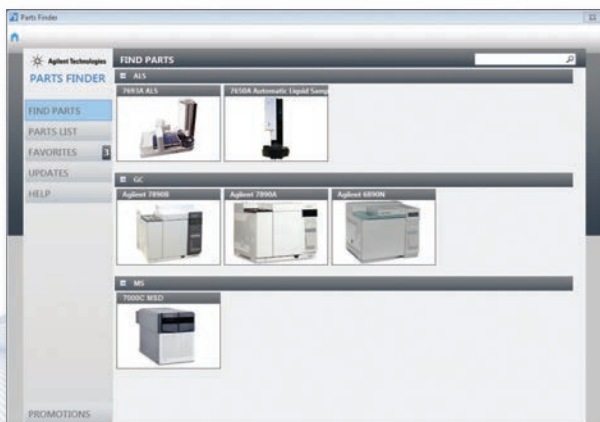 Parts Finder
Agilent Technologies
PARTS FINDER
FIND PARTS
PARTS LIST
FAVORITES 3
UPDATES
HELP
PROMOTIONS
FIND PARTS
ALS
7693A ALS
7650A Automatic Liquid Samp
GC
Agilent 7890B
Agilent 7890A
Agilent 6890N
MS
7000C MSD